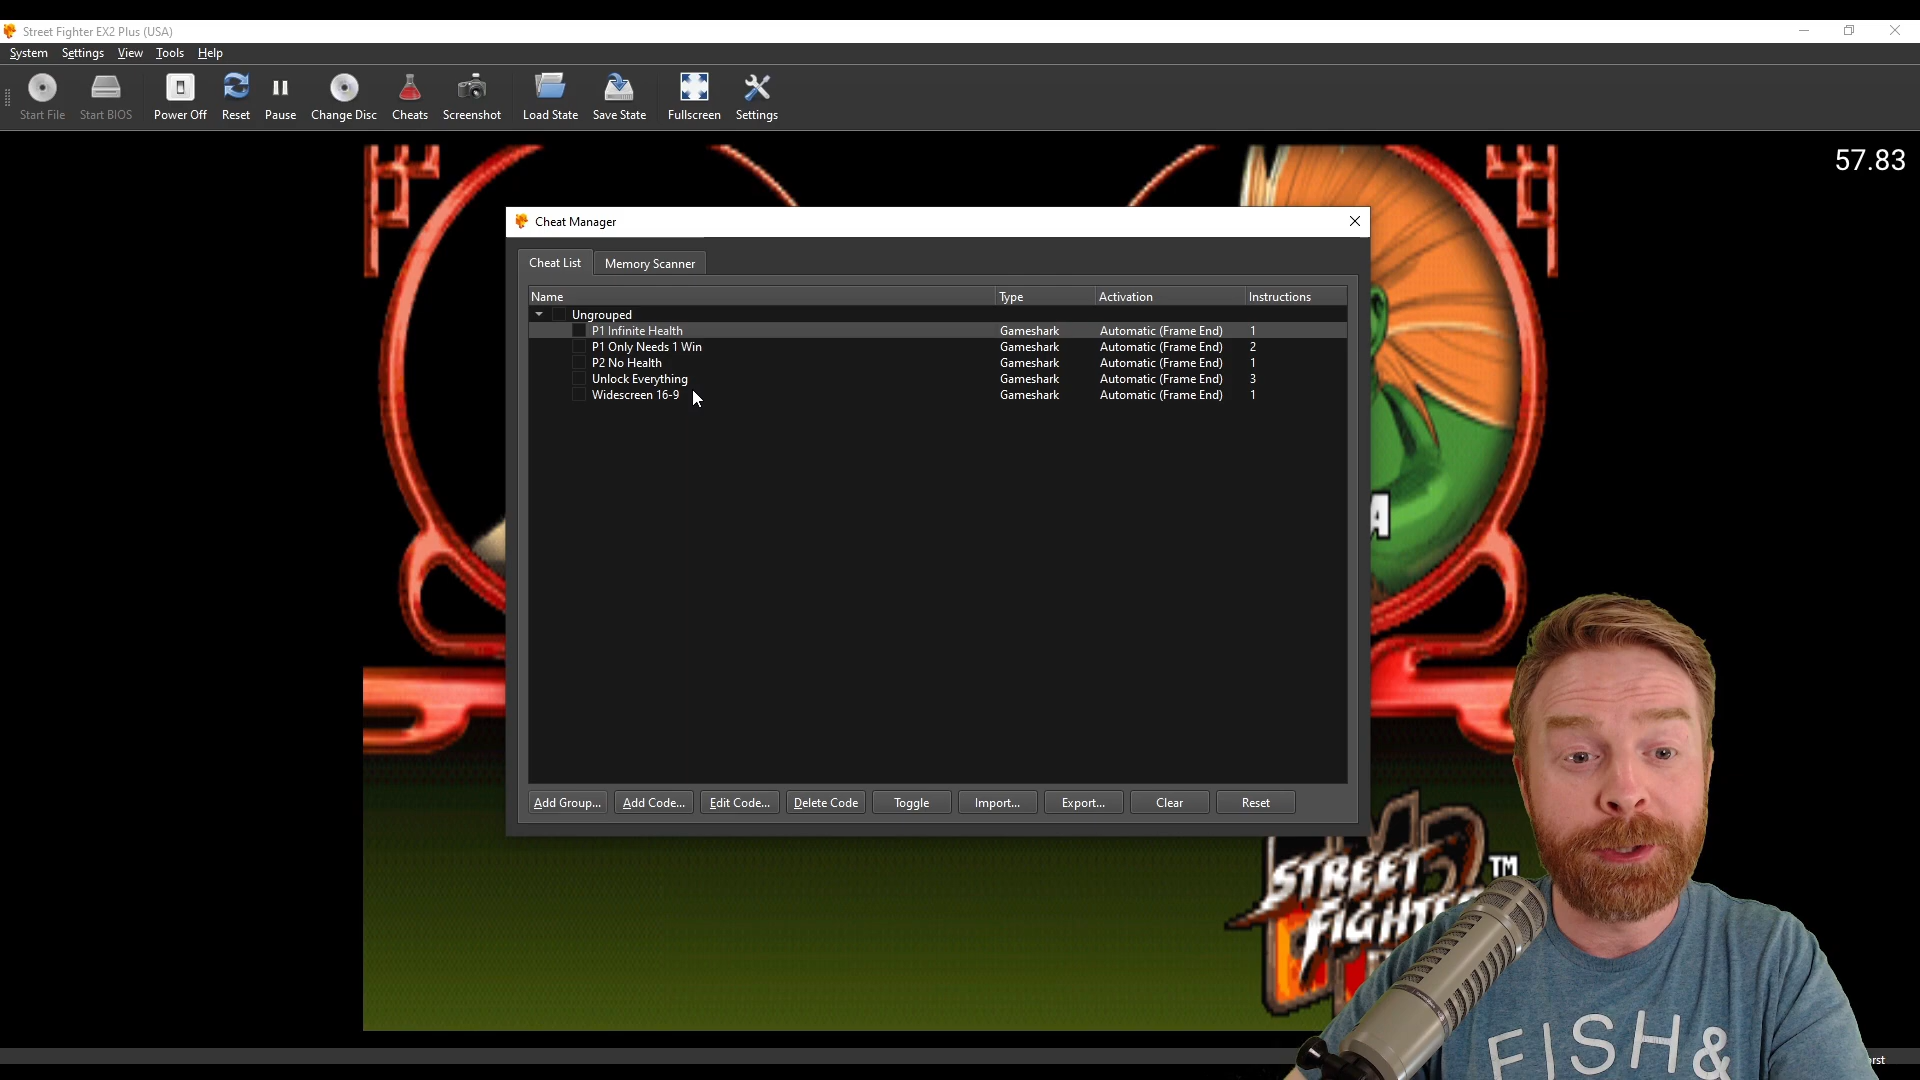 Street Fighter EX2 Plus (USA)
System Settings View Tools Help
Start File Start BIOS Power Off Reset Pause Change Disc Cheats Screenshot Load State Save State Fullscreen Settings
57.83
Cheat Manager
Cheat List Memory Scanner
Name Type Activation Instructions
Ungrouped
P1 Infinite Health Gameshark Automatic (Frame End) 1
P1 Only Needs 1 Win Gameshark Automatic (Frame End) 2
P2 No Health Gameshark Automatic (Frame End) 1
Unlock Everything Gameshark Automatic (Frame End) 3
Widescreen 16-9 Gameshark Automatic (Frame End) 1
A
Add Group... Add Code... Edit Code... Delete Code Toggle Import... Export... Clear Reset
STREET TM
FISH&